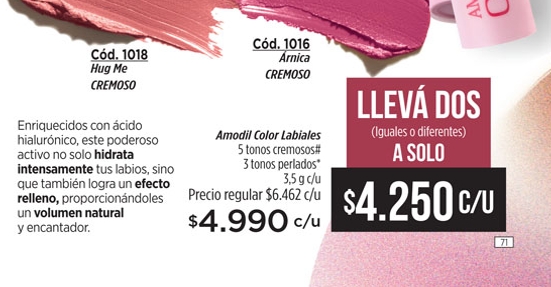 Cód. 1018
Hug Me
CREMOSO
Cód. 1016
Árnica
CREMOSO
Enriquecidos con ácido
hialurónico, este poderoso
activo no solo hidrata
intensamente tus labios, sino
que también logra un efecto
relleno, proporcionándoles
un volumen natural
y encantador.
Amodil Color Labiales
5 tonos cremosos#
3 tonos perlados*
3,5 g c/u
Precio regular $6.462 c/u
$4.990 c/u
LLEVÁ DOS
(Iguales o diferentes)
A SOLO
$4.250 C/U
71